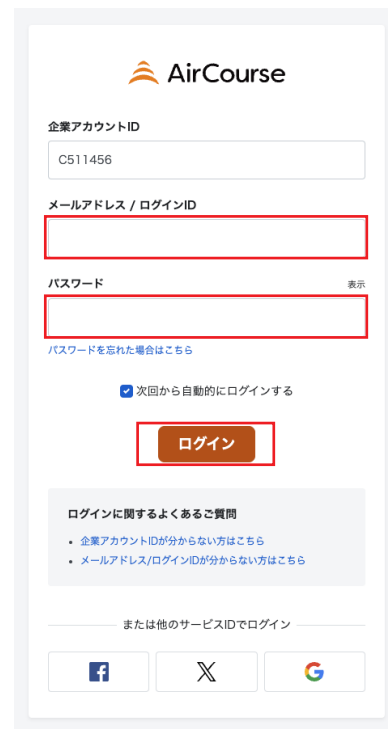 AirCourse
企業アカウントID
C511456
メールアドレス / ログインID
パスワード 表示
パスワードを忘れた場合はこちら
次回から自動的にログインする
ログイン
ログインに関するよくあるご質問
• 企業アカウントIDが分からない方はこちら
• メールアドレス/ログインIDが分からない方はこちら
または他のサービスIDでログイン